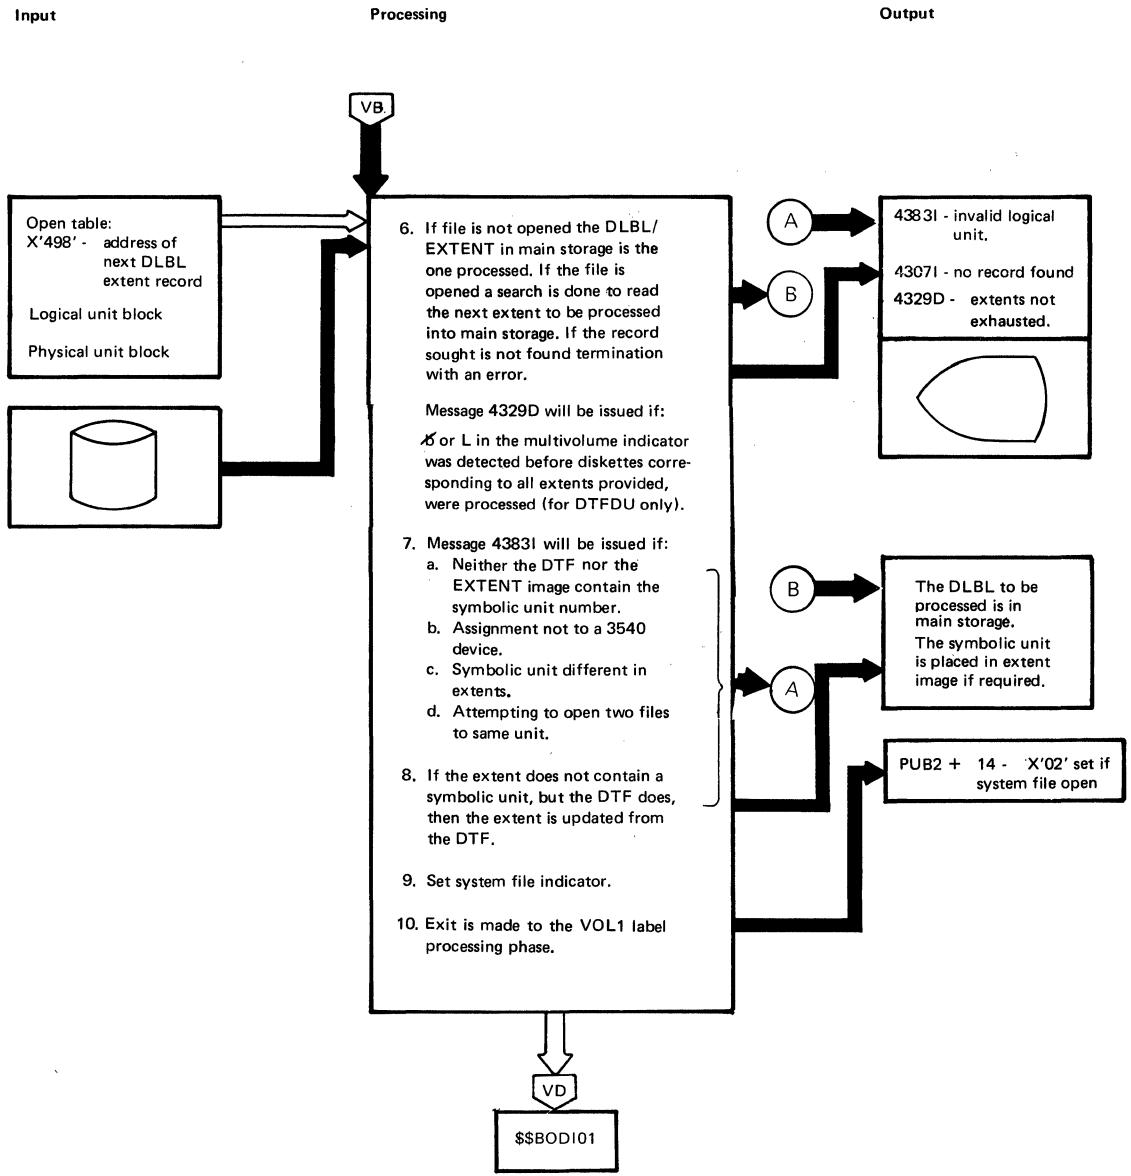 Input
Processing
Output
VB
Open table:
X'498' - address of
next DLBL
extent record
Logical unit block
Physical unit block
6. If file is not opened the DLBL/
EXTENT in main storage is the
one processed. If the file is
opened a search is done to read
the next extent to be processed
into main storage. If the record
sought is not found termination
with an error.
Message 4329D will be issued if:
b̸ or L in the multivolume indicator
was detected before diskettes corre-
sponding to all extents provided,
were processed (for DTFDU only).
7. Message 4383I will be issued if:
a. Neither the DTF nor the
EXTENT image contain the
symbolic unit number.
b. Assignment not to a 3540
device.
c. Symbolic unit different in
extents.
d. Attempting to open two files
to same unit.
8. If the extent does not contain a
symbolic unit, but the DTF does,
then the extent is updated from
the DTF.
9. Set system file indicator.
10. Exit is made to the VOL1 label
processing phase.
A
B
4383I - invalid logical
unit.
4307I - no record found
4329D - extents not
exhausted.
B
A
The DLBL to be
processed is in
main storage.
The symbolic unit
is placed in extent
image if required.
PUB2 + 14 - X'02' set if
system file open
VD
$$BODI01